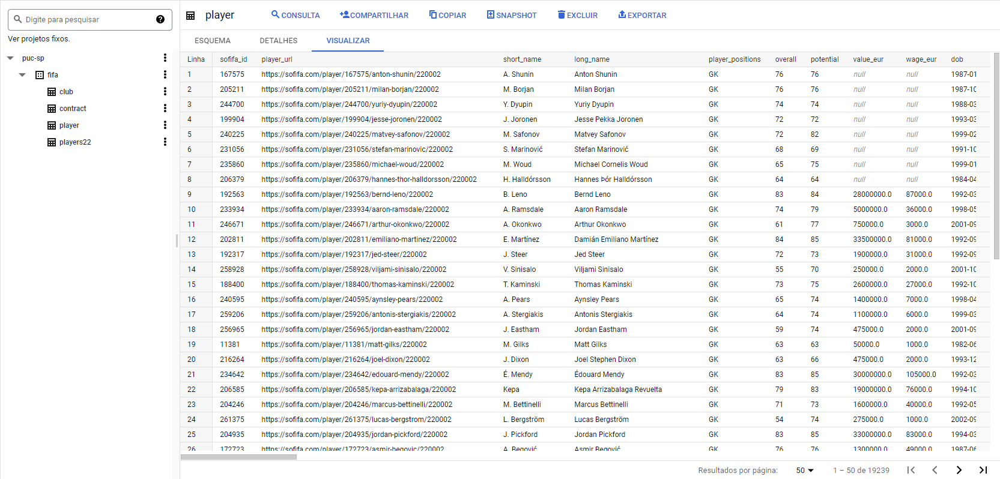 Digite para pesquisar
Ver projetos fixos.
puc-sp
fifa
club
contract
player
players22
player CONSULTA COMPARTILHAR COPIAR SNAPSHOT EXCLUIR EXPORTAR
ESQUEMA DETALHES VISUALIZAR
Linha sofifa_id player_url short_name long_name player_positions overall potential value_eur wage_eur dob
1 167575 https://sofifa.com/player/167575/anton-shunin/220002 A. Shunin Anton Shunin GK 76 76 null null 1987-01
2 205211 https://sofifa.com/player/205211/milan-borjan/220002 M. Borjan Milan Borjan GK 76 76 null null 1987-10
3 244700 https://sofifa.com/player/244700/yuriy-dyupin/220002 Y. Dyupin Yuriy Dyupin GK 74 74 null null 1988-03
4 199904 https://sofifa.com/player/199904/jesse-joronen/220002 J. Joronen Jesse Pekka Joronen GK 72 72 null null 1993-03
5 240225 https://sofifa.com/player/240225/matvey-safonov/220002 M. Safonov Matvey Safonov GK 72 82 null null 1999-02
6 231056 https://sofifa.com/player/231056/stefan-marinovic/220002 S. Marinović Stefan Marinović GK 68 69 null null 1991-10
7 235860 https://sofifa.com/player/235860/michael-woud/220002 M. Woud Michael Cornelis Woud GK 65 75 null null 1999-01
8 206379 https://sofifa.com/player/206379/hannes-thor-halldorsson/220002 H. Halldórsson Hannes Þór Halldórsson GK 64 64 null null 1984-04
9 192563 https://sofifa.com/player/192563/bernd-leno/220002 B. Leno Bernd Leno GK 83 84 28000000.0 87000.0 1992-03
10 233934 https://sofifa.com/player/233934/aaron-ramsdale/220002 A. Ramsdale Aaron Ramsdale GK 74 79 5000000.0 36000.0 1998-05
11 246671 https://sofifa.com/player/246671/arthur-okonkwo/220002 A. Okonkwo Arthur Okonkwo GK 61 77 750000.0 3000.0 2001-09
12 202811 https://sofifa.com/player/202811/emiliano-martinez/220002 E. Martínez Damián Emiliano Martínez GK 84 85 33500000.0 81000.0 1992-09
13 192317 https://sofifa.com/player/192317/jed-steer/220002 J. Steer Jed Steer GK 72 73 1900000.0 31000.0 1992-09
14 258928 https://sofifa.com/player/258928/viljami-sinisalo/220002 V. Sinisalo Viljami Sinisalo GK 55 70 250000.0 2000.0 2001-10
15 188400 https://sofifa.com/player/188400/thomas-kaminski/220002 T. Kaminski Thomas Kaminski GK 73 75 2600000.0 27000.0 1992-10
16 240595 https://sofifa.com/player/240595/aynsley-pears/220002 A. Pears Aynsley Pears GK 65 74 1400000.0 7000.0 1998-04
17 259206 https://sofifa.com/player/259206/antonis-stergiakis/220002 A. Stergiakis Antonis Stergiakis GK 64 74 1100000.0 6000.0 1999-03
18 256965 https://sofifa.com/player/256965/jordan-eastham/220002 J. Eastham Jordan Eastham GK 59 74 475000.0 2000.0 2001-09
19 11381 https://sofifa.com/player/11381/matt-gilks/220002 M. Gilks Matt Gilks GK 63 63 50000.0 1000.0 1982-06
20 216264 https://sofifa.com/player/216264/joel-dixon/220002 J. Dixon Joel Stephen Dixon GK 63 66 475000.0 2000.0 1993-12
21 234642 https://sofifa.com/player/234642/edouard-mendy/220002 É. Mendy Édouard Mendy GK 83 85 30000000.0 105000.0 1992-03
22 206585 https://sofifa.com/player/206585/kepa-arrizabalaga/220002 Kepa Kepa Arrizabalaga Revuelta GK 79 83 19000000.0 76000.0 1994-10
23 204246 https://sofifa.com/player/204246/marcus-bettinelli/220002 M. Bettinelli Marcus Bettinelli GK 71 73 1600000.0 40000.0 1992-05
24 261375 https://sofifa.com/player/261375/lucas-bergstrom/220002 L. Bergström Lucas Bergström GK 54 74 275000.0 1000.0 2002-09
25 204935 https://sofifa.com/player/204935/jordan-pickford/220002 J. Pickford Jordan Pickford GK 83 85 33000000.0 83000.0 1994-03
26 172723 https://sofifa.com/player/172723/asmir-begovic/220002 A. Begović Asmir Begović GK 76 76 1300000.0 49000.0 1987-06
Resultados por página: 50 1 – 50 de 19239